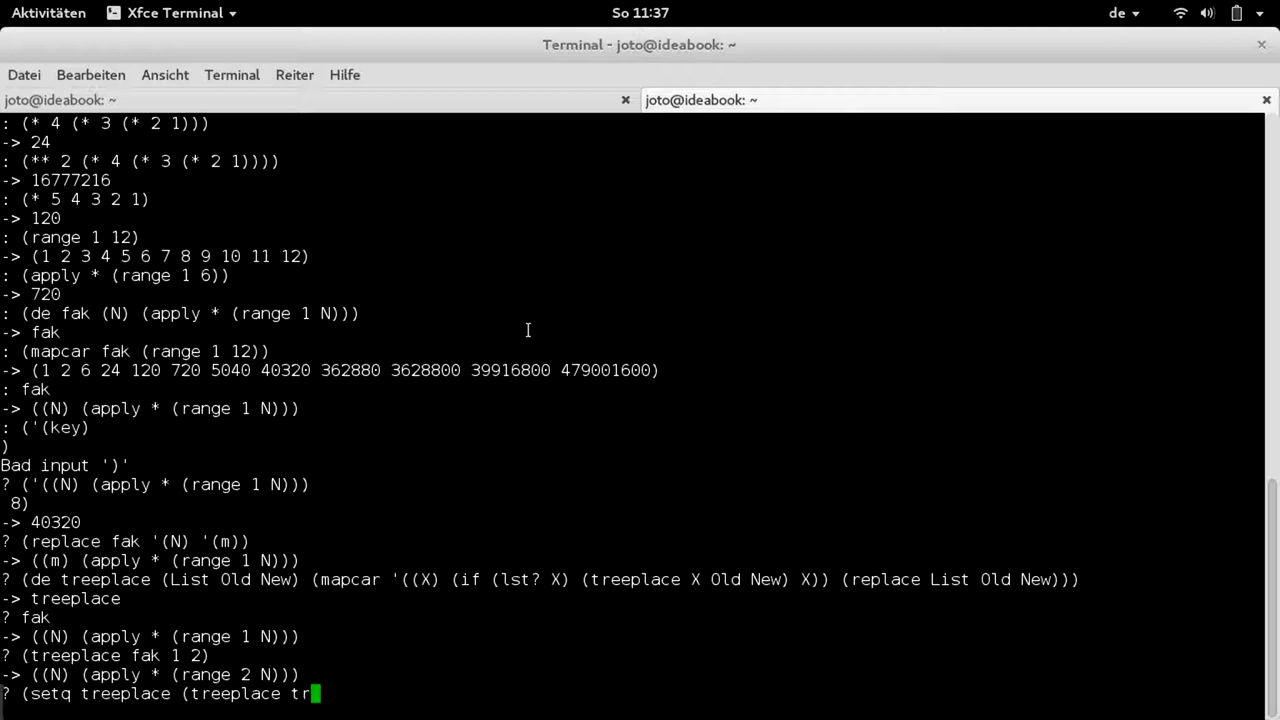 Aktivitäten Xfce Terminal So 11:37 de
Terminal - joto@ideabook: ~
Datei Bearbeiten Ansicht Terminal Reiter Hilfe
joto@ideabook: ~ joto@ideabook: ~
: (* 4 (* 3 (* 2 1)))
-> 24
: (** 2 (* 4 (* 3 (* 2 1))))
-> 16777216
: (* 5 4 3 2 1)
-> 120
: (range 1 12)
-> (1 2 3 4 5 6 7 8 9 10 11 12)
: (apply * (range 1 6))
-> 720
: (de fak (N) (apply * (range 1 N)))
-> fak
: (mapcar fak (range 1 12))
-> (1 2 6 24 120 720 5040 40320 362880 3628800 39916800 479001600)
: fak
-> ((N) (apply * (range 1 N)))
: ('(key)
)
Bad input ')'
? ('((N) (apply * (range 1 N)))
8)
-> 40320
? (replace fak '(N) '(m))
-> ((m) (apply * (range 1 N)))
? (de treeplace (List Old New) (mapcar '((X) (if (lst? X) (treeplace X Old New) X)) (replace List Old New)))
-> treeplace
? fak
-> ((N) (apply * (range 1 N)))
? (treeplace fak 1 2)
-> ((N) (apply * (range 2 N)))
? (setq treeplace (treeplace tr